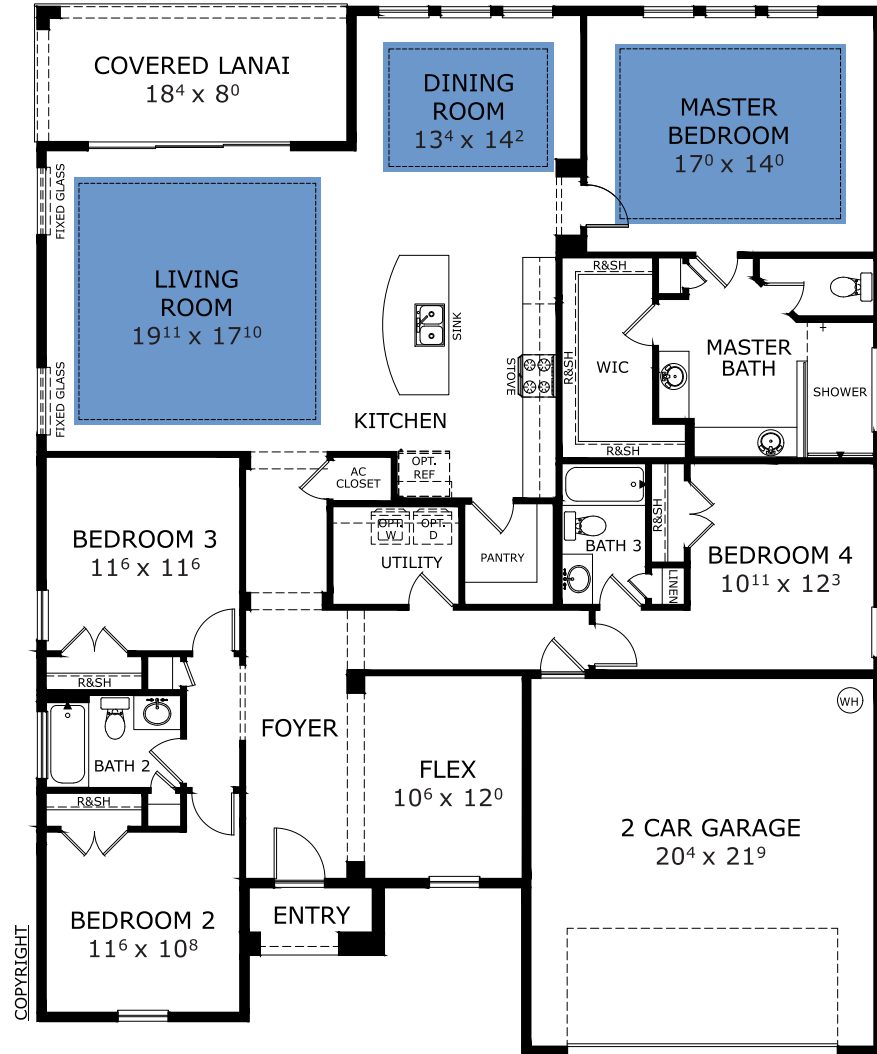 COVERED LANAI
18⁴ x 8⁰
DINING
ROOM
13⁴ x 14²
MASTER
BEDROOM
17⁰ x 14⁰
FIXED GLASS
LIVING
ROOM
19¹¹ x 17¹⁰
SINK
STOVE
R&SH
R&SH
WIC
R&SH
MASTER
BATH
SHOWER
FIXED GLASS
KITCHEN
AC
CLOSET
OPT.
REF
BEDROOM 3
11⁶ x 11⁶
OPT.
W
OPT.
D
UTILITY
PANTRY
BATH 3
R&SH
LINEN
BEDROOM 4
10¹¹ x 12³
R&SH
BATH 2
R&SH
FOYER
FLEX
10⁶ x 12⁰
WH
2 CAR GARAGE
20⁴ x 21⁹
BEDROOM 2
11⁶ x 10⁸
ENTRY
COPYRIGHT